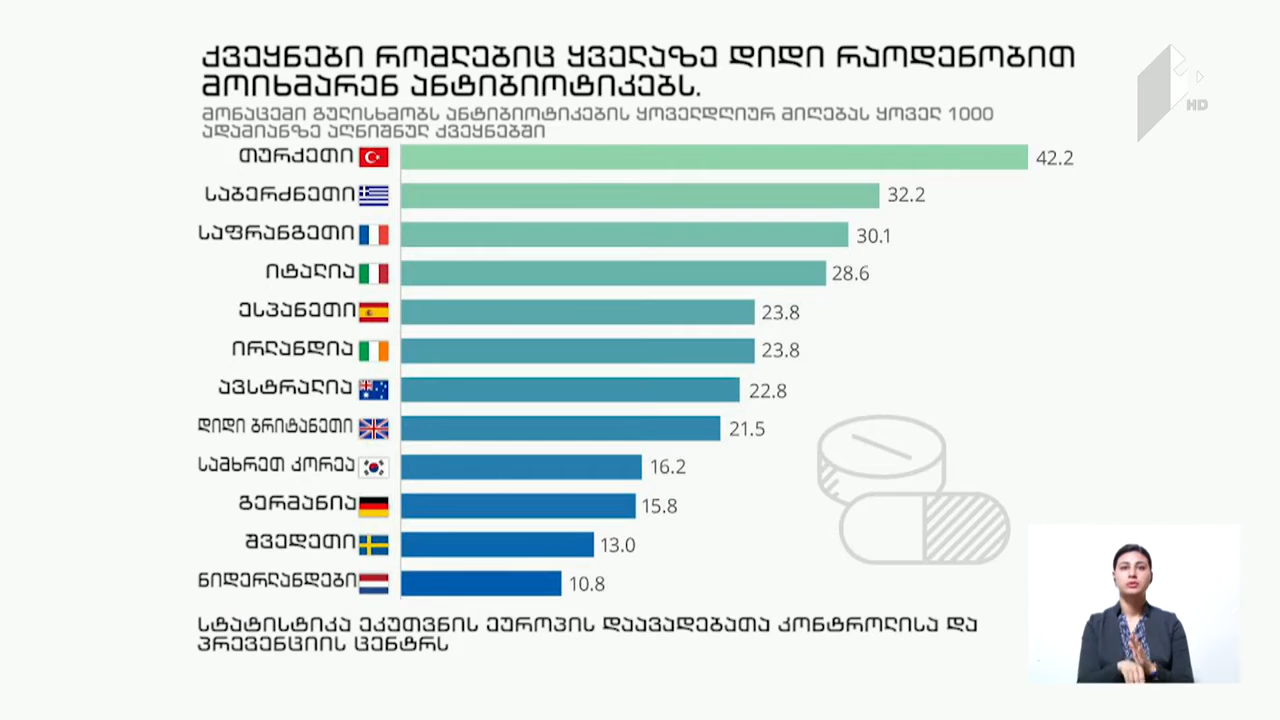 ქვეყნები რომლებიც ყველაზე დიდი რაოდენობით
მოიხმარენ ანტიბიოტიკებს.
მონაცემი გულისხმობს ანტიბიოტიკების ყოველდღიურ მიღებას ყოველ 1000
ადამიანზე აღნიშნულ ქვეყნებში
HD
თურქეთი 42.2
საბერძნეთი 32.2
საფრანგეთი 30.1
იტალია 28.6
ესპანეთი 23.8
ირლანდია 23.8
ავსტრალია 22.8
დიდი ბრიტანეთი 21.5
სამხრეთ კორეა 16.2
გერმანია 15.8
შვედეთი 13.0
ნიდერლანდები 10.8
სტატისტიკა ეკუთვნის ევროპის დაავადებათა კონტროლისა და
პრევენციის ცენტრს